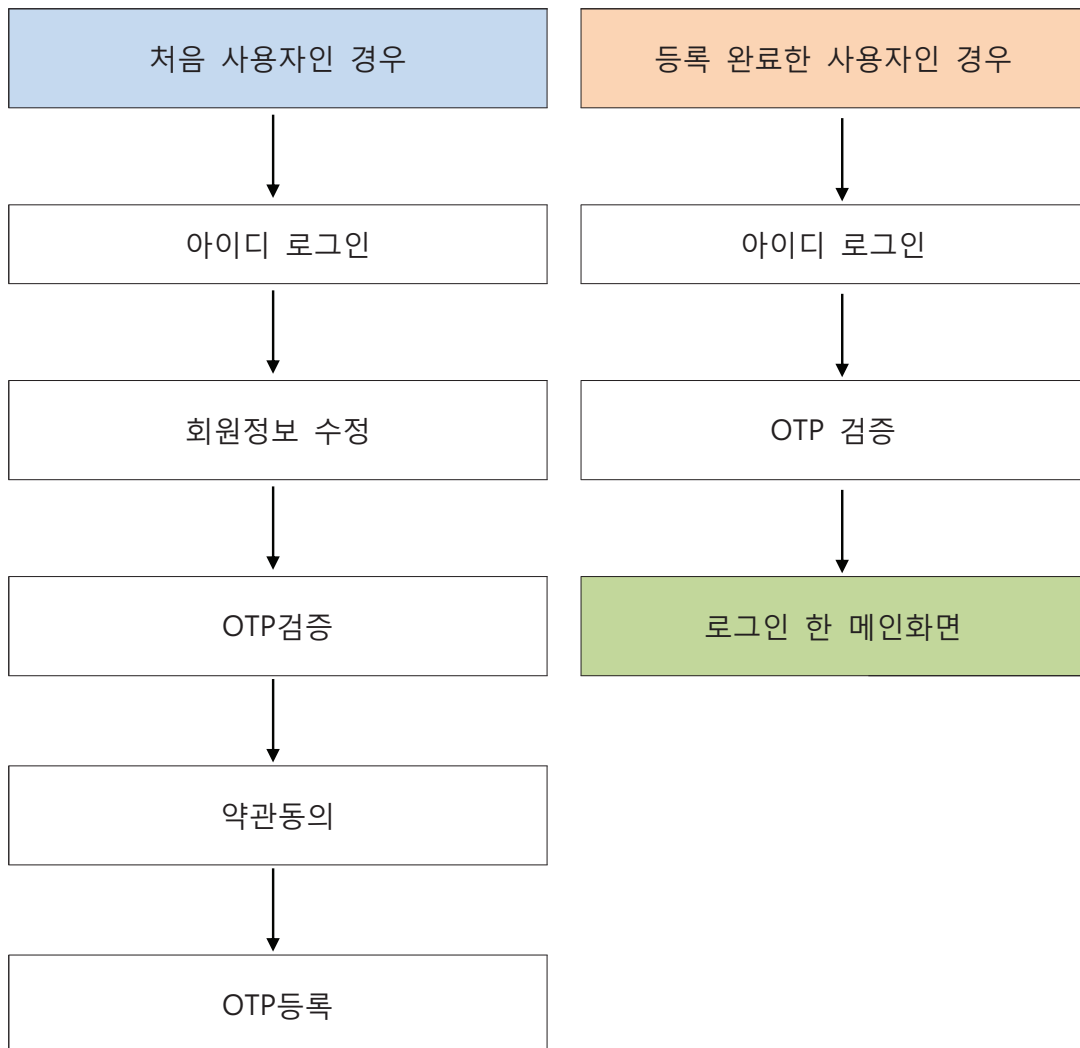 처음 사용자인 경우
아이디 로그인
회원정보 수정
OTP검증
약관동의
OTP등록
등록 완료한 사용자인 경우
아이디 로그인
OTP 검증
로그인 한 메인화면